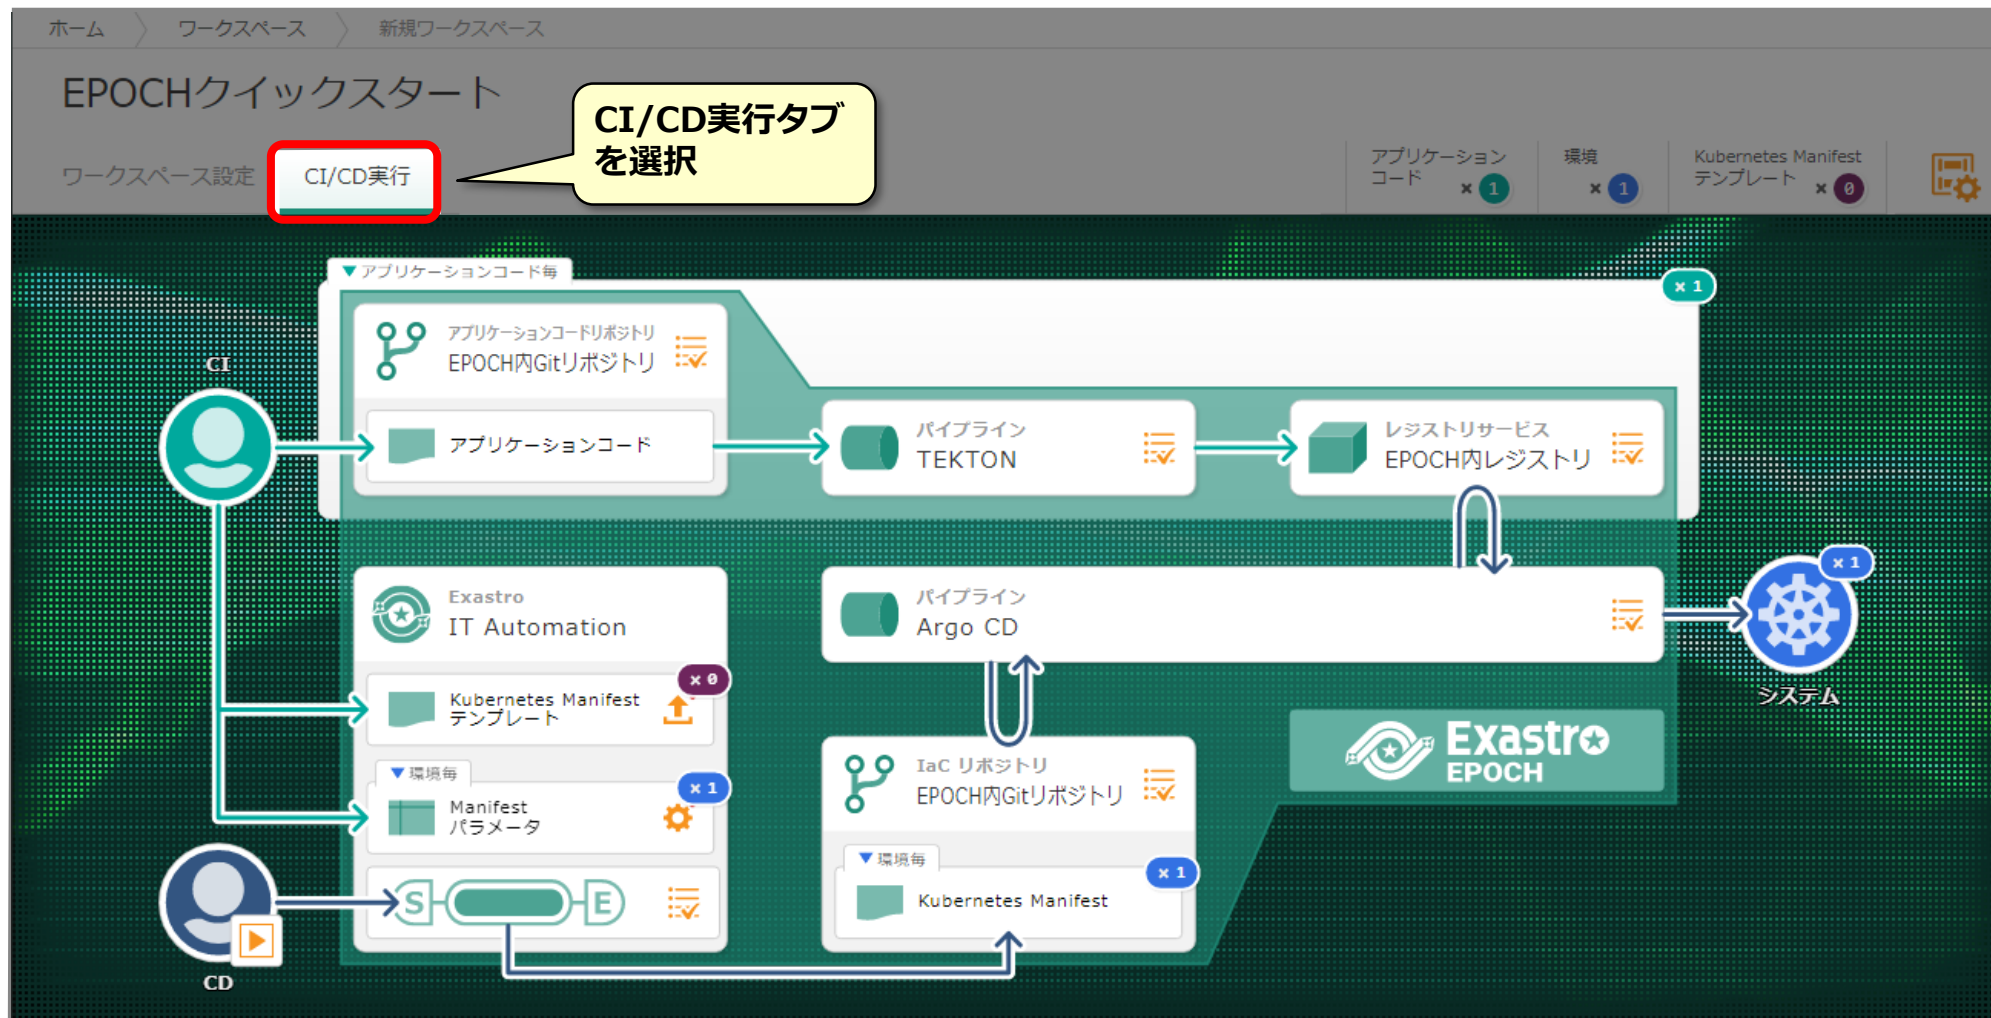 ホーム ワークスペース 新規ワークスペース
EPOCHクイックスタート
CI/CD実行タブ
を選択
ワークスペース設定 CI/CD実行
アプリケーション
コード × 1
環境
× 1
Kubernetes Manifest
テンプレート × 0
▼アプリケーションコード毎
× 1
アプリケーションコードリポジトリ
EPOCH内Gitリポジトリ
CI
アプリケーションコード
パイプライン
TEKTON
レジストリサービス
EPOCH内レジストリ
Exastro
IT Automation
パイプライン
Argo CD
× 1
システム
× 0
Kubernetes Manifest
テンプレート
▼環境毎
× 1
Manifest
パラメータ
IaC リポジトリ
EPOCH内Gitリポジトリ
Exastro
EPOCH
▼環境毎
× 1
Kubernetes Manifest
S E
CD